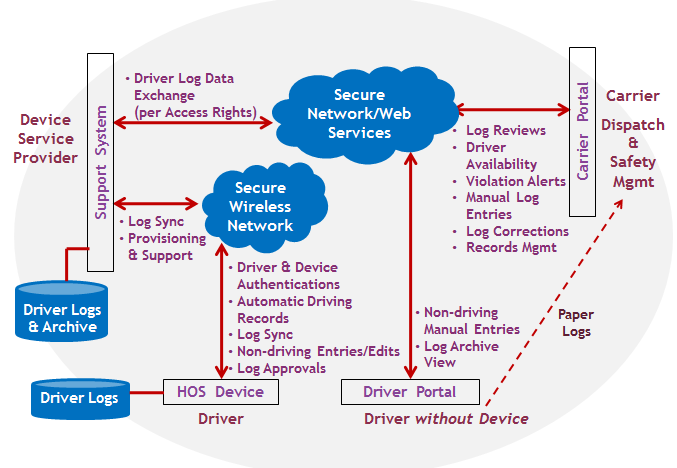 Device
Service
Provider
Support System
• Driver Log Data
Exchange
(per Access Rights)
Secure
Network/Web
Services
Carrier Portal
Carrier
Dispatch
&
Safety
Mgmt
• Log Reviews
• Driver
Availability
• Violation Alerts
• Manual Log
Entries
• Log Corrections
• Records Mgmt
Secure
Wireless
Network
• Log Sync
• Provisioning
& Support
Driver Logs
& Archive
• Driver & Device
Authentications
• Automatic Driving
Records
• Log Sync
• Non-driving Entries/Edits
• Log Approvals
• Non-driving
Manual Entries
• Log Archive
View
Paper
Logs
Driver Logs
HOS Device
Driver
Driver Portal
Driver without Device